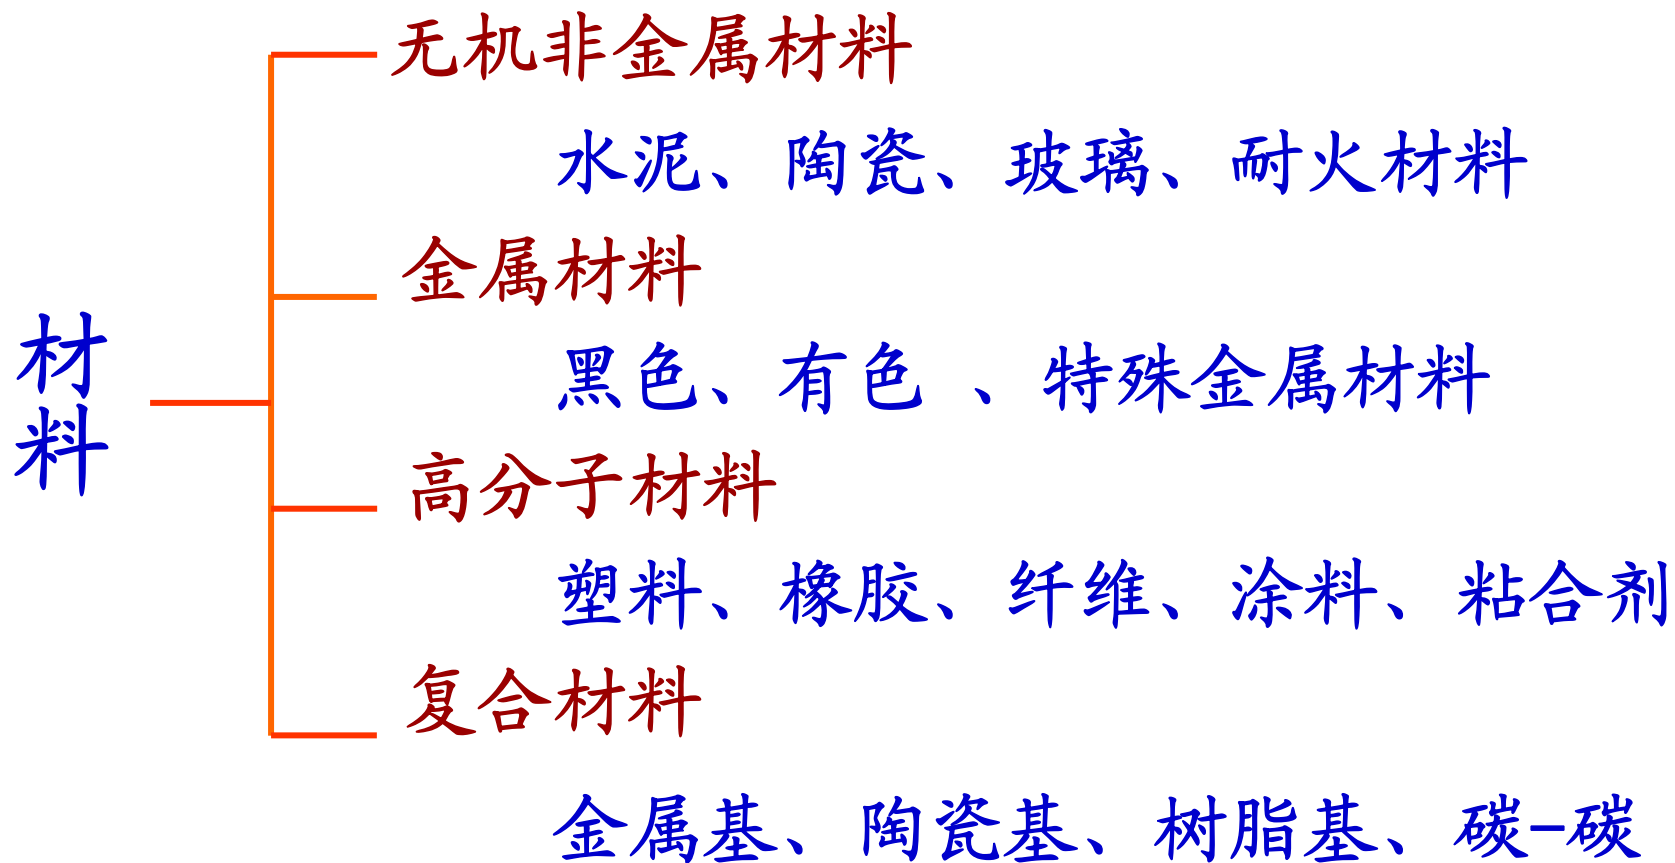 无机非金属材料
水泥、陶瓷、玻璃、耐火材料
金属材料
黑色、有色 、特殊金属材料
材料
高分子材料
塑料、橡胶、纤维、涂料、粘合剂
复合材料
金属基、陶瓷基、树脂基、碳-碳